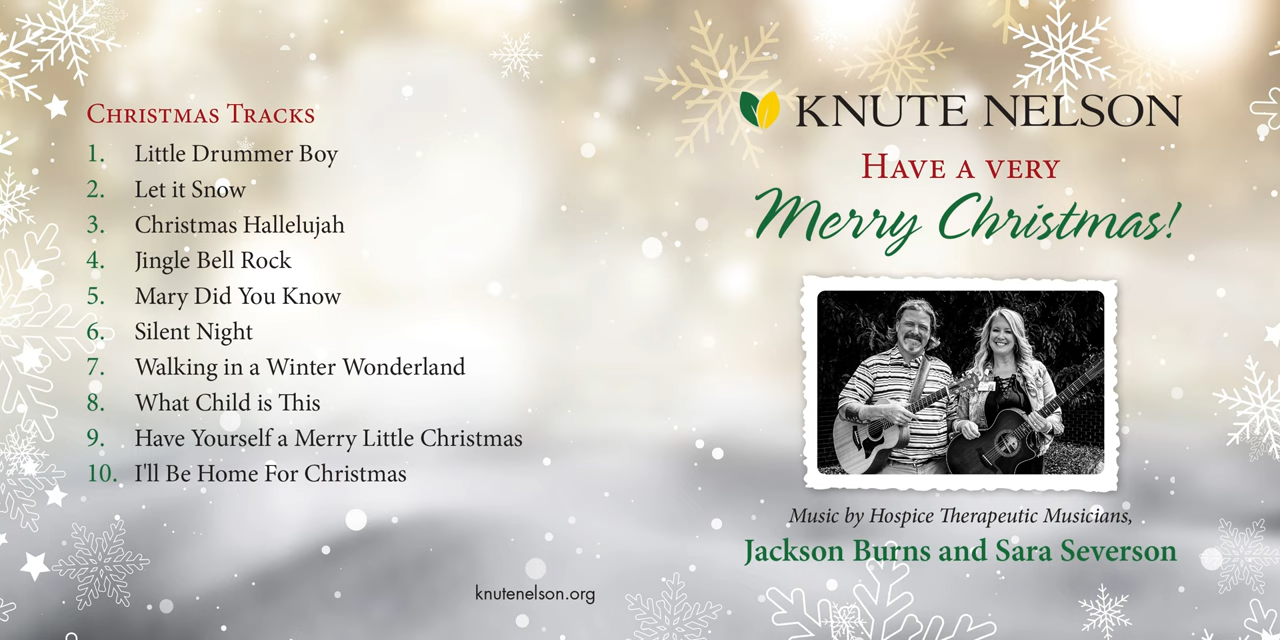 Christmas Tracks
1. Little Drummer Boy
2. Let it Snow
3. Christmas Hallelujah
4. Jingle Bell Rock
5. Mary Did You Know
6. Silent Night
7. Walking in a Winter Wonderland
8. What Child is This
9. Have Yourself a Merry Little Christmas
10. I'll Be Home For Christmas
knutenelson.org
KNUTE NELSON
Have a very
Merry Christmas!
Music by Hospice Therapeutic Musicians,
Jackson Burns and Sara Severson